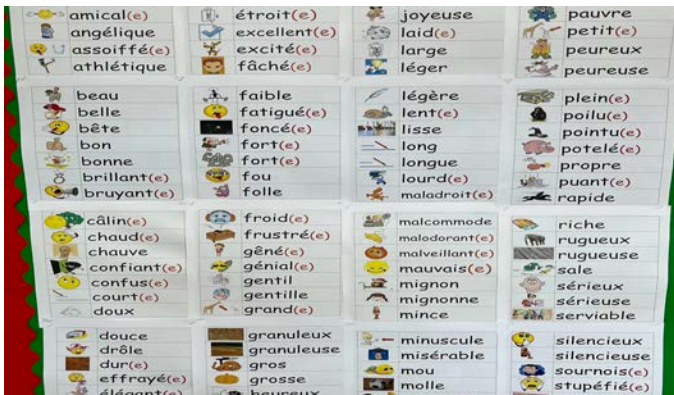 amical(e)
angélique
assoiffé(e)
athlétique
beau
belle
bête
bon
bonne
brillant(e)
bruyant(e)
câlin(e)
chaud(e)
chauve
confiant(e)
confus(e)
court(e)
doux
douce
drôle
dur(e)
effrayé(e)
élégant(e)
étroit(e)
excellent(e)
excité(e)
fâché(e)
faible
fatigué(e)
foncé(e)
fort(e)
fort(e)
fou
folle
froid(e)
frustré(e)
gêné(e)
génial(e)
gentil
gentille
grand(e)
granuleux
granuleuse
gros
grosse
heureux
joyeuse
laid(e)
large
léger
légère
lent(e)
lisse
long
longue
lourd(e)
maladroit(e)
malcommode
malodorant(e)
malveillant(e)
mauvais(e)
mignon
mignonne
mince
minuscule
misérable
mou
molle
pauvre
petit(e)
peureux
peureuse
plein(e)
poilu(e)
pointu(e)
potelé(e)
propre
puant(e)
rapide
riche
rugueux
rugueuse
sale
sérieux
sérieuse
serviable
silencieux
silencieuse
sournois(e)
stupéfié(e)